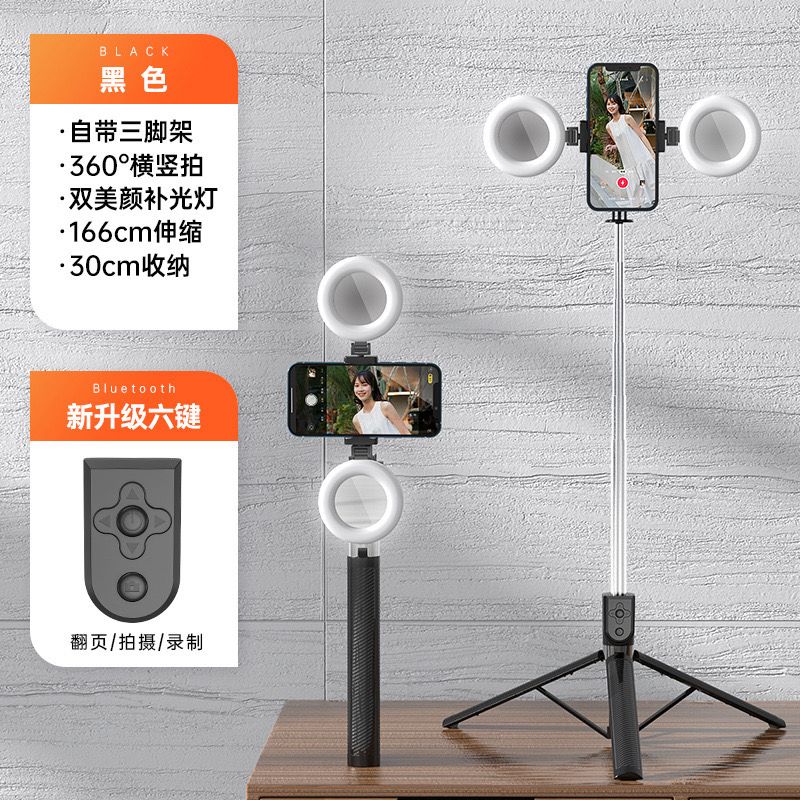 BLACK
黑色
·自带三脚架
·360°横竖拍
·双美颜补光灯
·166cm伸缩
·30cm收纳
Bluetooth
新升级六键
翻页/拍摄/录制